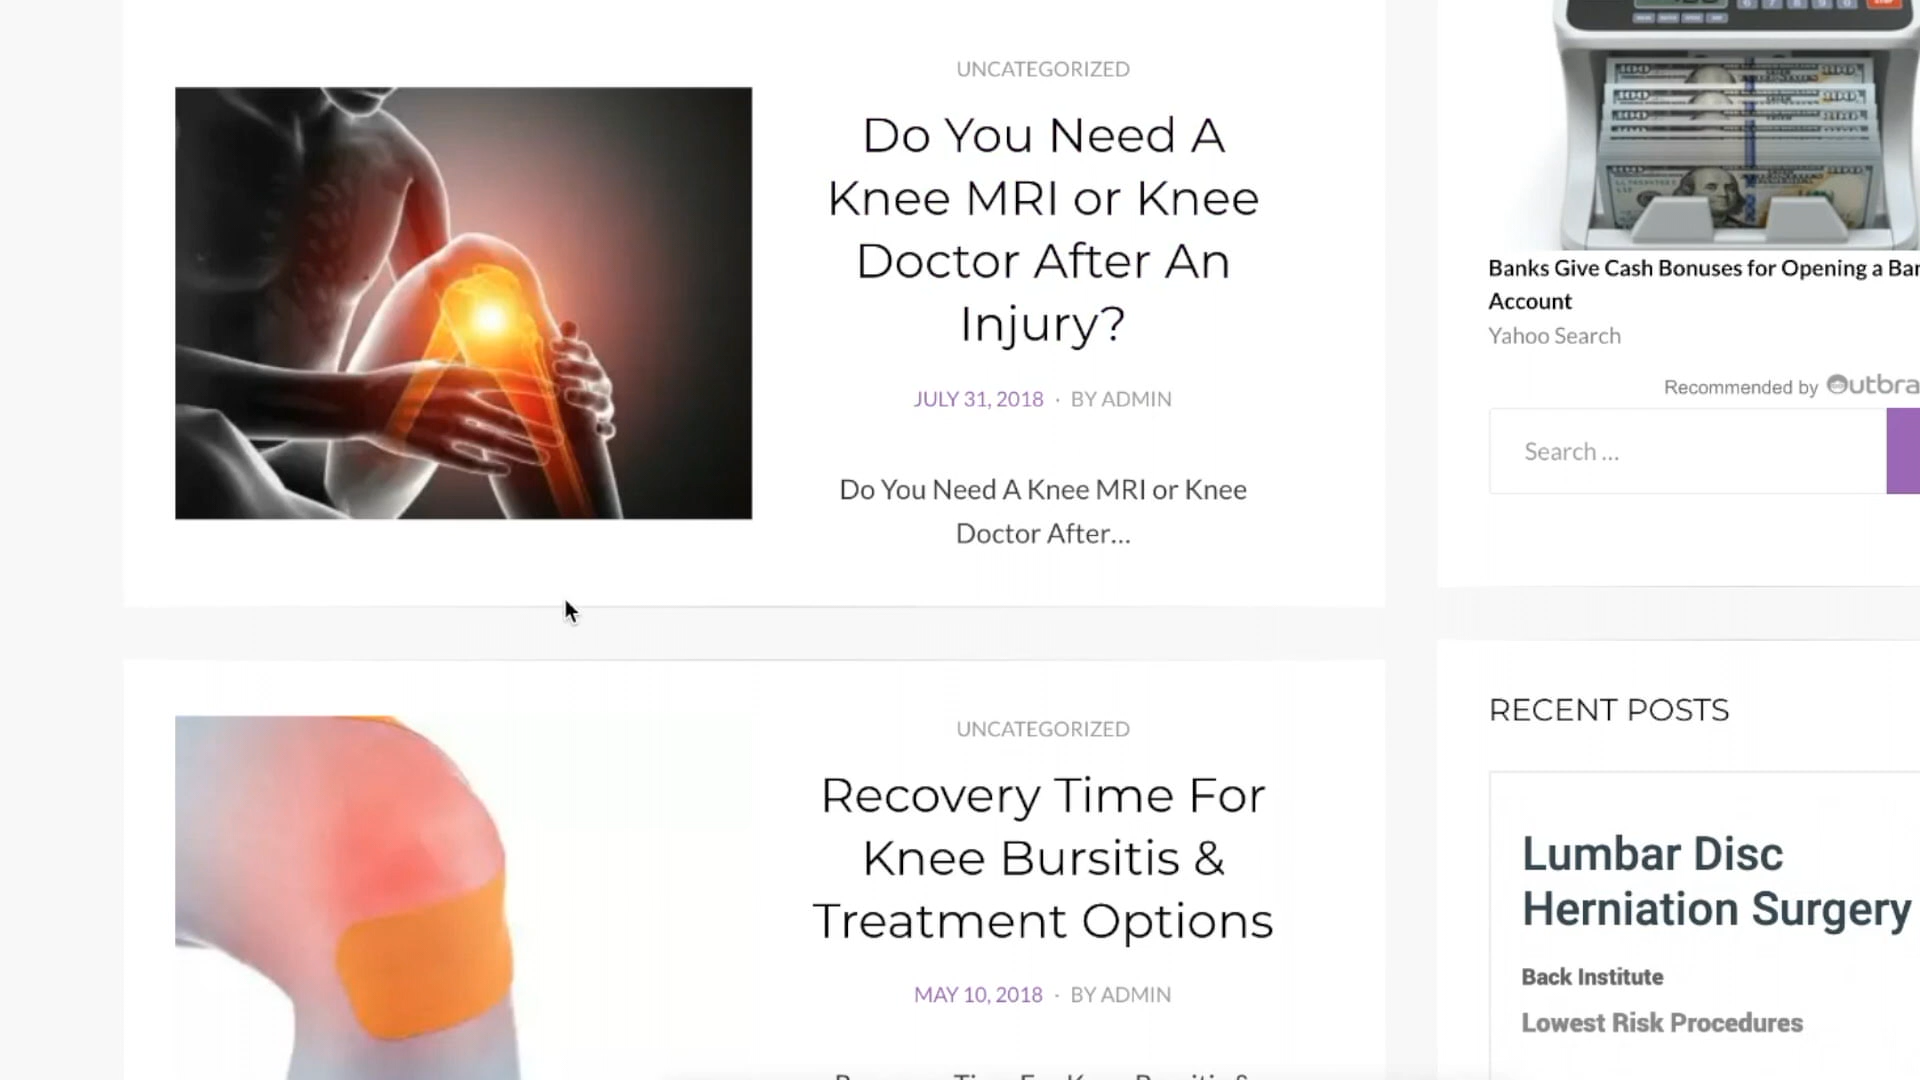 UNCATEGORIZED
Do You Need A
Knee MRI or Knee
Doctor After An
Injury?
JULY 31, 2018 · BY ADMIN
Do You Need A Knee MRI or Knee
Doctor After...
UNCATEGORIZED
Recovery Time For
Knee Bursitis &
Treatment Options
MAY 10, 2018 · BY ADMIN
Banks Give Cash Bonuses for Opening a Ban
Account
Yahoo Search
Recommended by Outbra
Search ...
RECENT POSTS
Lumbar Disc
Herniation Surgery
Back Institute
Lowest Risk Procedures